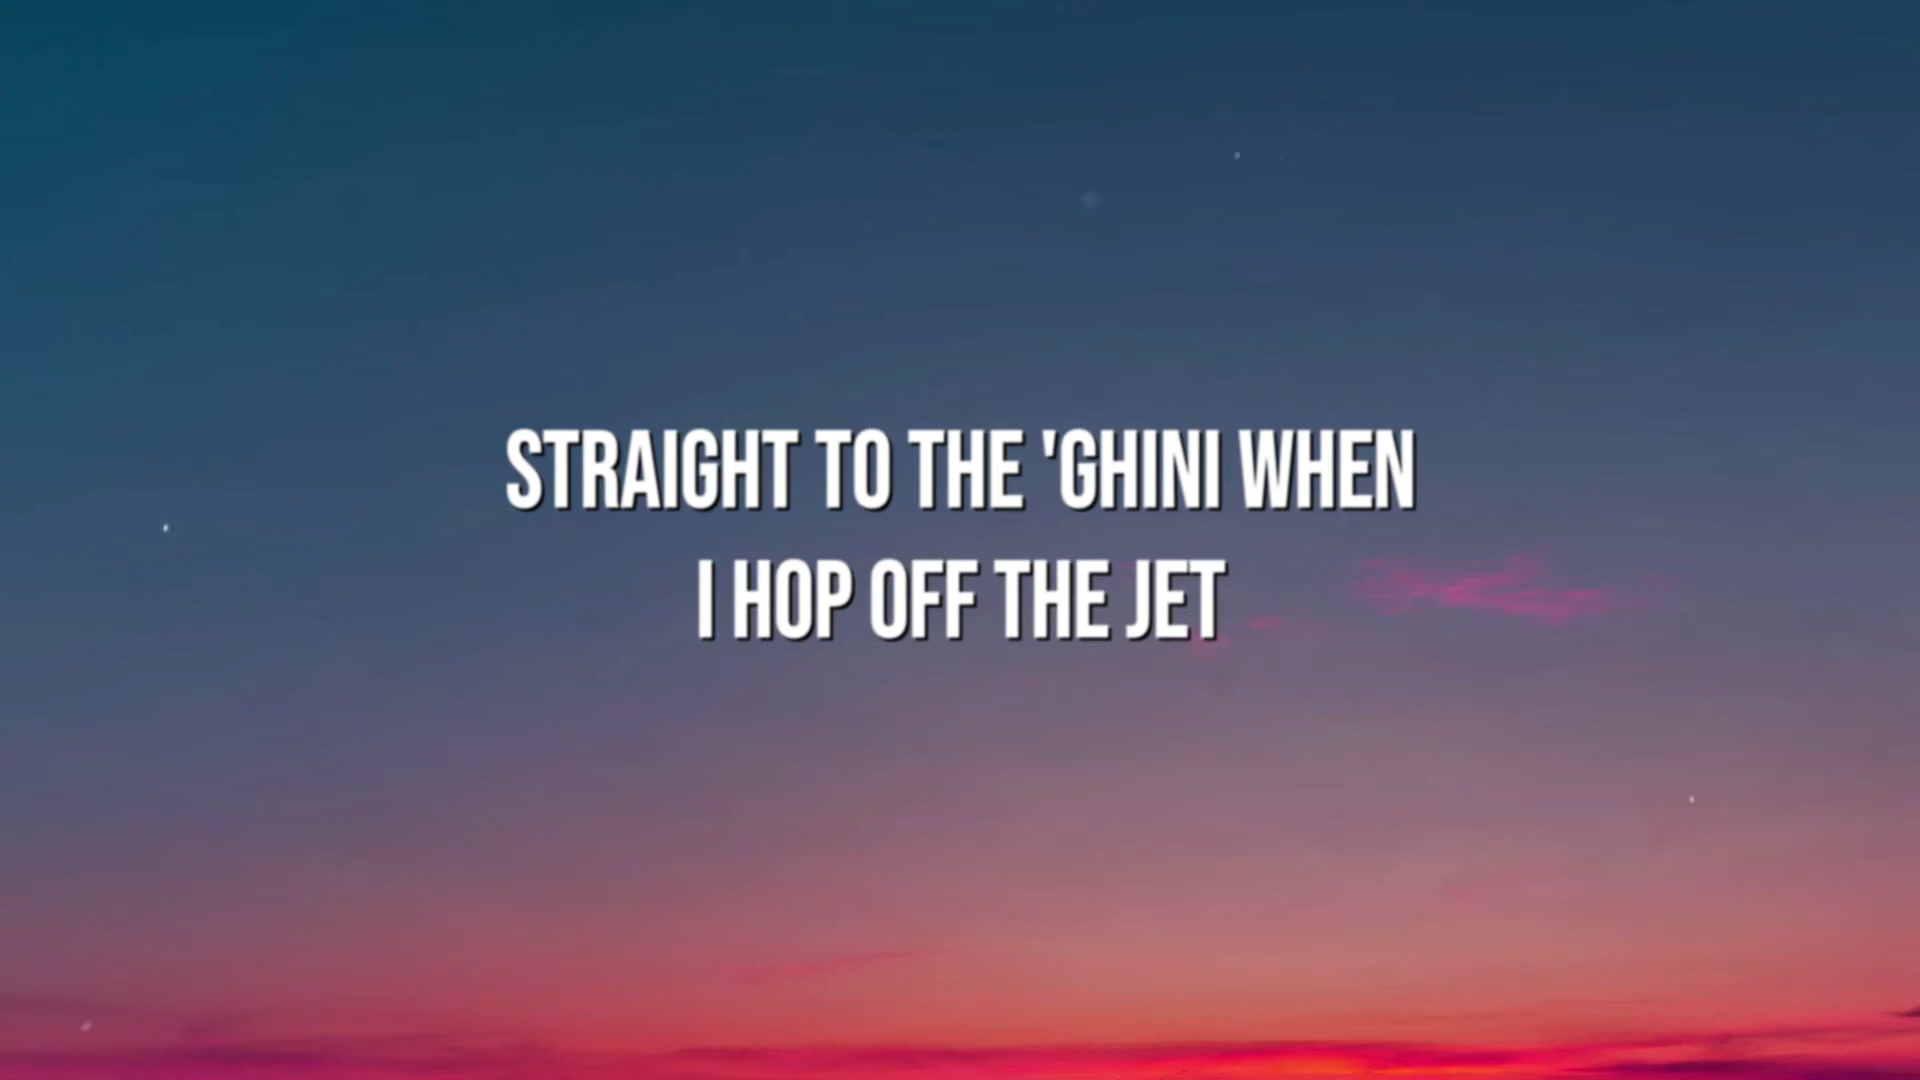 STRAIGHT TO THE 'GHINI WHEN
I HOP OFF THE JET